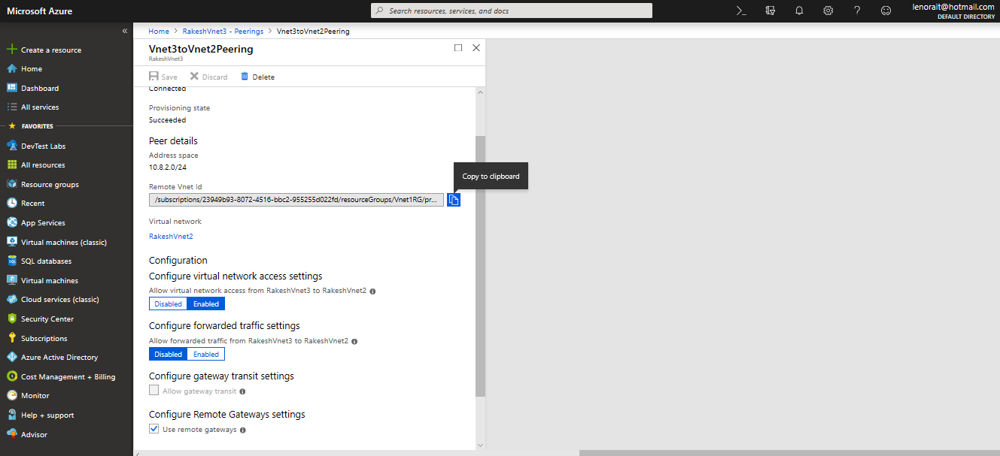 Microsoft Azure
Search resources, services, and docs
lenorait@hotmail.com
DEFAULT DIRECTORY
«
Create a resource
Home
Dashboard
All services
FAVORITES
DevTest Labs
All resources
Resource groups
Recent
App Services
Virtual machines (classic)
SQL databases
Virtual machines
Cloud services (classic)
Security Center
Subscriptions
Azure Active Directory
Cost Management + Billing
Monitor
Help + support
Advisor
Home > RakeshVnet3 - Peerings > Vnet3toVnet2Peering
Vnet3toVnet2Peering
RakeshVnet3
Save Discard Delete
Connected
Provisioning state
Succeeded
Peer details
Address space
10.8.2.0/24
Copy to clipboard
Remote Vnet Id
/subscriptions/23949b93-8072-4516-bbc2-955255d022fd/resourceGroups/Vnet1RG/pr...
Virtual network
RakeshVnet2
Configuration
Configure virtual network access settings
Allow virtual network access from RakeshVnet3 to RakeshVnet2
Disabled Enabled
Configure forwarded traffic settings
Allow forwarded traffic from RakeshVnet3 to RakeshVnet2
Disabled Enabled
Configure gateway transit settings
Allow gateway transit
Configure Remote Gateways settings
Use remote gateways